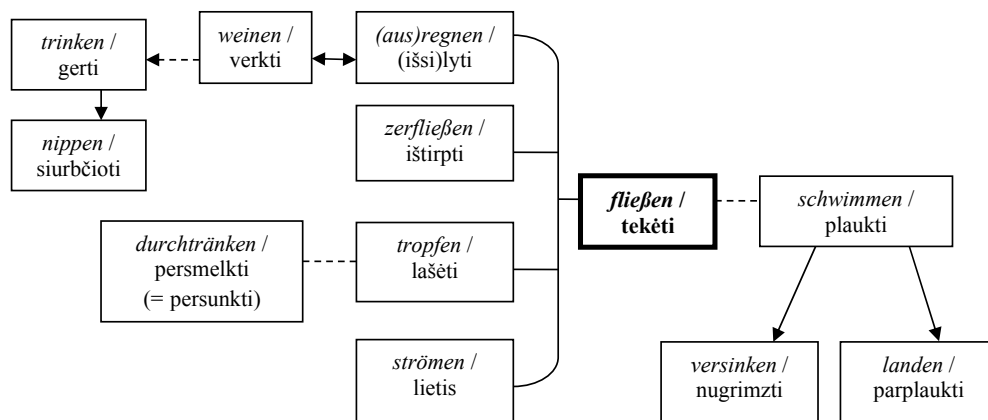 trinken /
gerti
weinen /
verkti
(aus)regnen /
(išsi)lyti
nippen /
siurbčioti
zerfließen /
ištirpti
fließen /
tekėti
schwimmen /
plaukti
durchtränken /
persmelkti
(= persunkti)
tropfen /
lašėti
strömen /
lietis
versinken /
nugrimzti
landen /
parplaukti